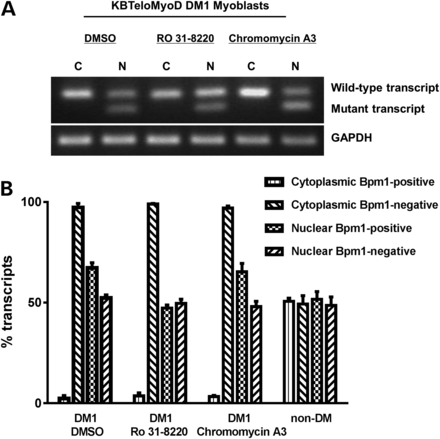 A
KBTeloMyoD DM1 Myoblasts
DMSO RO 31-8220 Chromomycin A3
C N C N C N
Wild-type transcript
Mutant transcript
GAPDH
B
Cytoplasmic Bpm1-positive
Cytoplasmic Bpm1-negative
Nuclear Bpm1-positive
Nuclear Bpm1-negative
% transcripts
100
50
0
DM1 DM1 DM1 non-DM
DMSO Ro 31-8220 Chromomycin A3